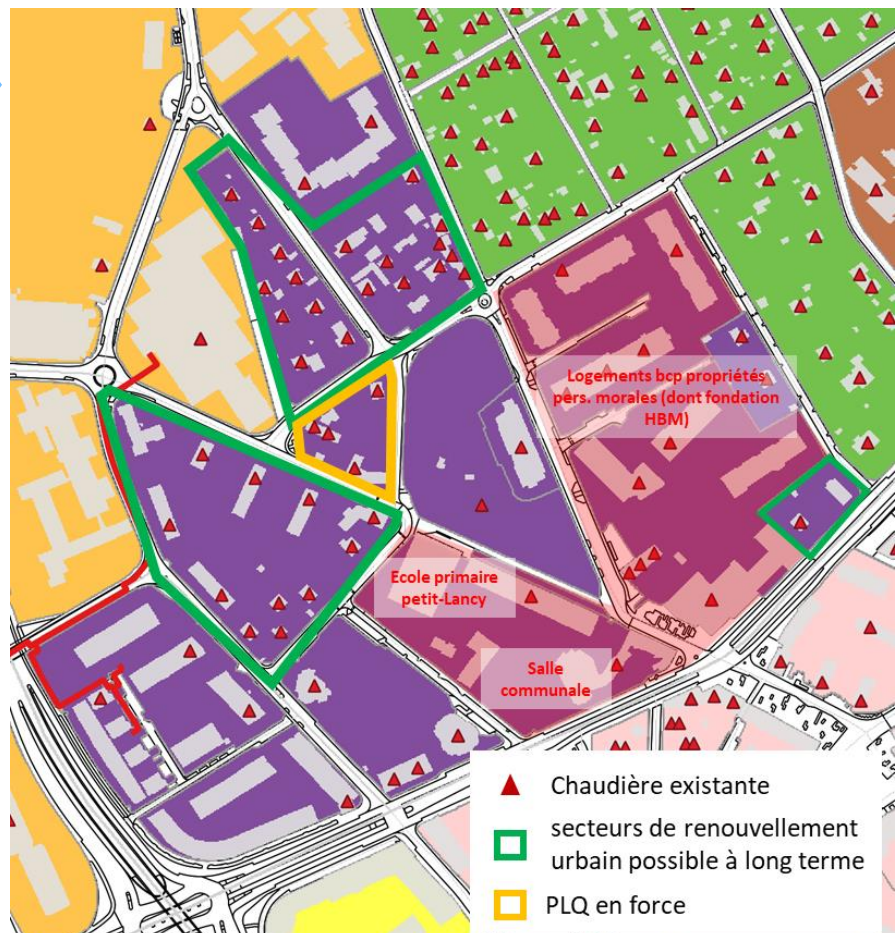 Logements bcp propriétés
pers. morales (dont fondation
HBM)
Ecole primaire
petit-Lancy
Salle
communale
Chaudière existante
secteurs de renouvellement
urbain possible à long terme
PLQ en force